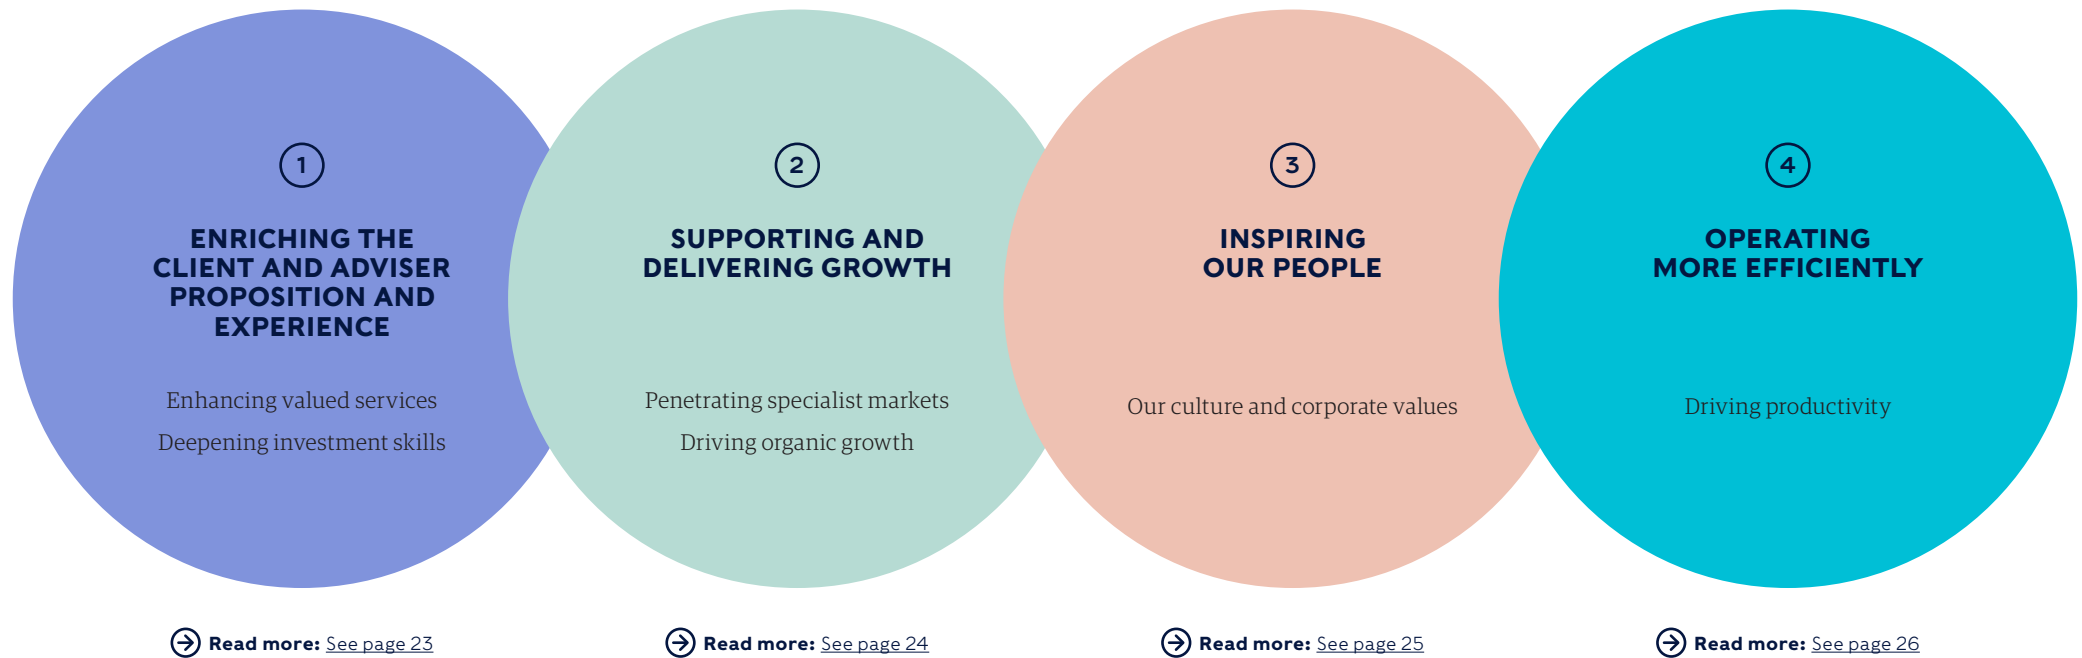 1
ENRICHING THE
CLIENT AND ADVISER
PROPOSITION AND
EXPERIENCE
Enhancing valued services
Deepening investment skills
Read more: See page 23
2
SUPPORTING AND
DELIVERING GROWTH
Penetrating specialist markets
Driving organic growth
Read more: See page 24
3
INSPIRING
OUR PEOPLE
Our culture and corporate values
Read more: See page 25
4
OPERATING
MORE EFFICIENTLY
Driving productivity
Read more: See page 26